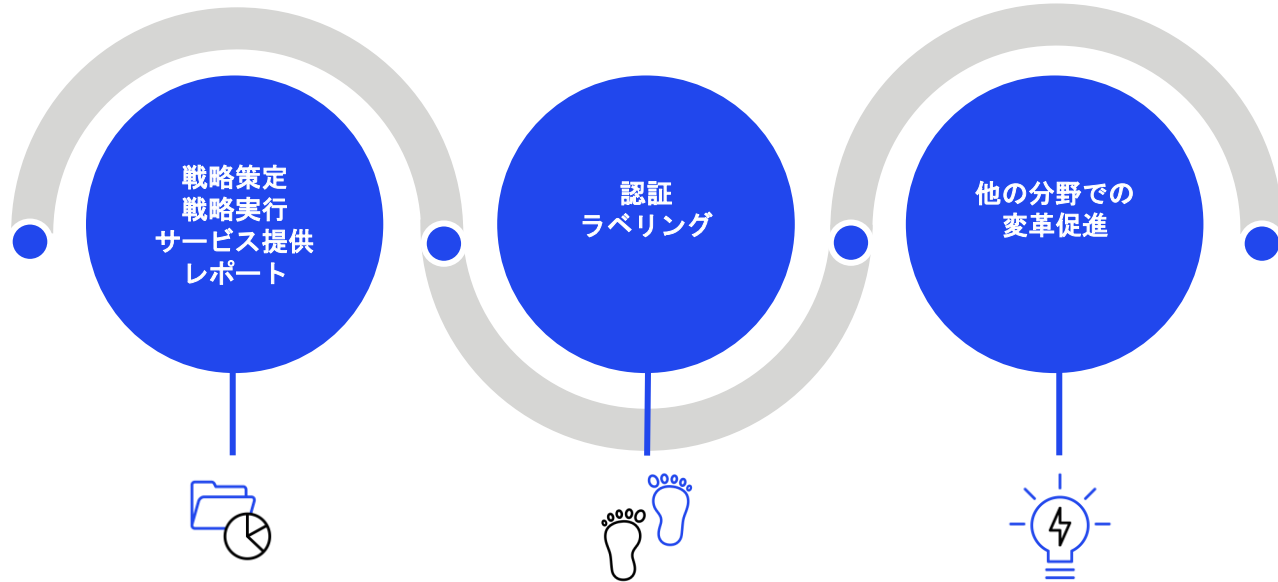 戦略策定
戦略実行
サービス提供
レポート
認証
ラベリング
他の分野での
変革促進